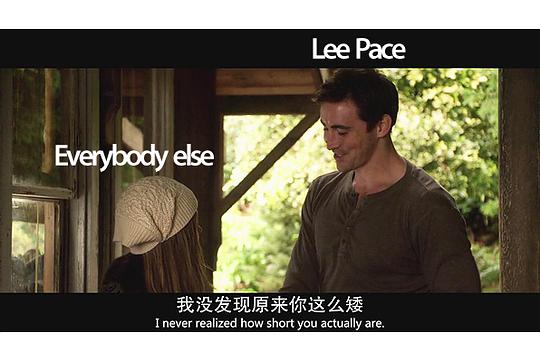 Lee Pace
Everybody else
我没发现原来你这么矮
I never realized how short you actually are.